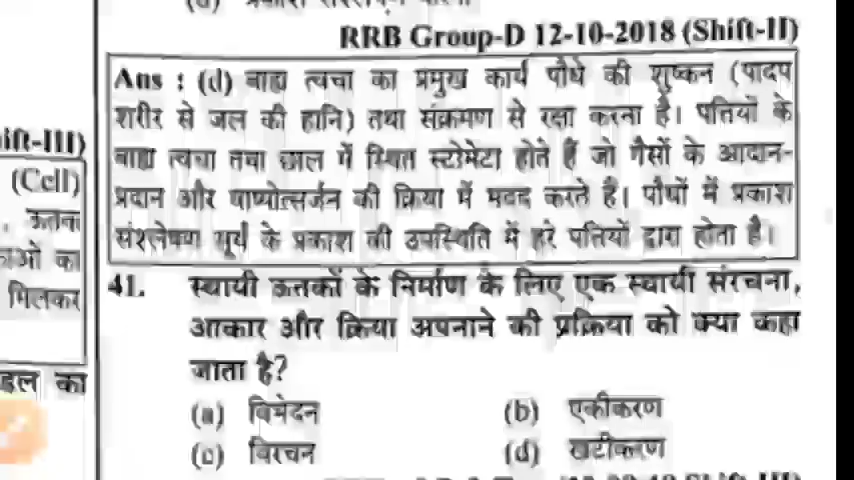 RRB Group-D 12-10-2018 (Shift-II)
Ans : (d) बाह्य त्वचा का प्रमुख कार्य पौधे की शुष्कन (पादप
शरीर से जल की हानि) तथा संक्रमण से रक्षा करना है। पत्तियों के
बाह्य त्वचा तथा छाल में स्थित स्टोमेटा होते हैं जो गैसों के आदान-
प्रदान और वाष्पोत्सर्जन की क्रिया में मदद करते है। पौधों में प्रकाश
संश्लेषण सूर्य के प्रकाश की उपस्थिति में हरे पत्तियों द्वारा होता है।
41. स्थायी ऊतकों के निर्माण के लिए एक स्थायी संरचना,
आकार और क्रिया अपनाने की प्रक्रिया को क्या कहा
जाता है?
(a) विभेदन (b) एकीकरण
(c) विरचन (d) खटीकरण
(Cell)
ऊतक
का
मिलकर
का